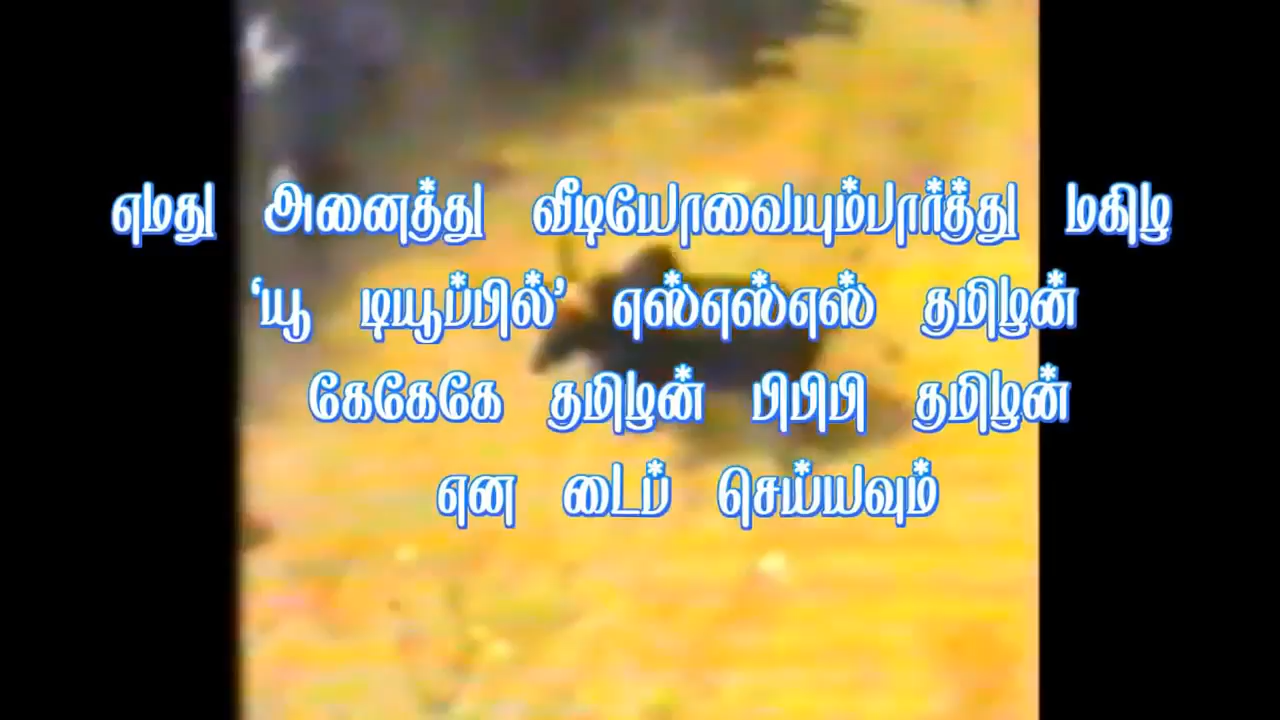 எமது அனைத்து வீடியோவையும்பார்த்து மகிழ
‘யூ டியூப்பில்’ எஸ்எஸ்எஸ் தமிழன்
கேகேகே தமிழன் பிபிபி தமிழன்
என டைப் செய்யவும்